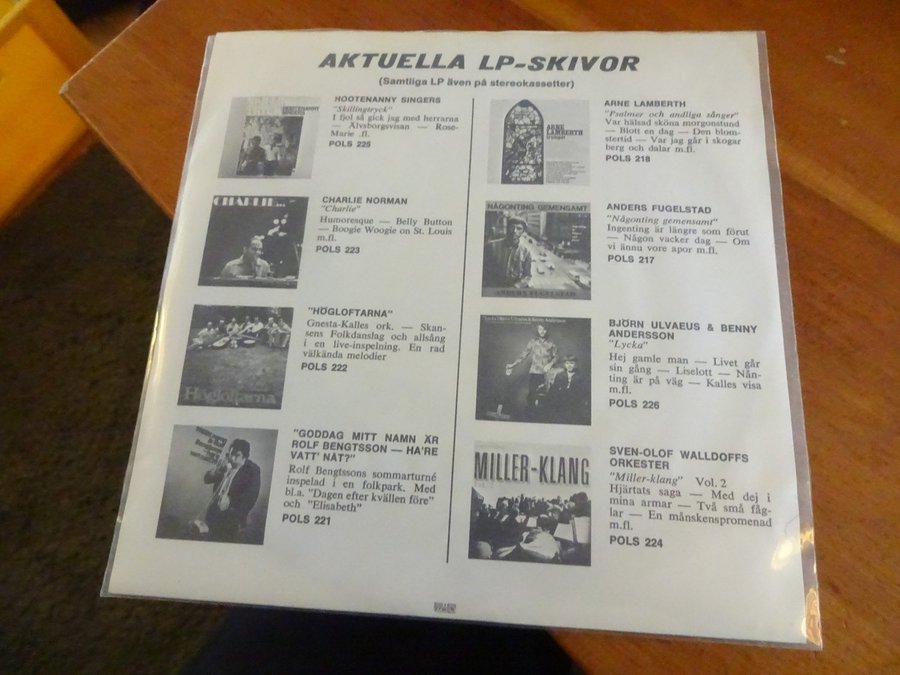 AKTUELLA LP-SKIVOR
(Samtliga LP även på stereokassetter)
HOOTENANNY SINGERS
"Skillingtryck"
I fjol så gick jag med herrarna
— Älvsborgsvisan — Rose-
Marie .fl.
POLS 225
CHARLIE...
CHARLIE NORMAN
"Charlie"
Humoresque — Belly Button
— Boogie Woogie on St. Louis
m.fl.
POLS 223
Högloftarna
"HÖGLOFTARNA"
Gnesta-Kalles ork. — Skan-
sens Folkdanslag och allsång
i en live-inspelning. En rad
välkända melodier
POLS 222
"GODDAG MITT NAMN ÄR
ROLF BENGTSSON — HA'RE
VATT' NÅT?"
Rolf Bengtssons sommarturné
inspelad i en folkpark. Med
bl.a. "Dagen efter kvällen före"
och "Elisabeth"
POLS 221
ARNE
LAMBERTH
trumpet
ARNE LAMBERTH
"Psalmer och andliga sånger"
Var hälsad sköna morgonstund
— Blott en dag — Den blom-
stertid — Var jag går i skogar
berg och dalar m.fl.
POLS 218
NÅGONTING GEMENSAMT
ANDERS FUGELSTAD
ANDERS FUGELSTAD
"Någonting gemensamt"
Ingenting är längre som förut
— Någon vacker dag — Om
vi ännu vore apor m.fl.
POLS 217
BJÖRN ULVAEUS & BENNY
ANDERSSON
"Lycka"
Hej gamle man — Livet går
sin gång — Liselott — Nån-
ting är på väg — Kalles visa
m.fl.
POLS 226
MILLER-KLANG
SVEN-OLOF WALLDOFFS
ORKESTER
"Miller-klang" Vol. 2
Hjärtats saga — Med dej i
mina armar — Två små fåg-
lar — En månskenspromenad
m.fl.
POLS 224